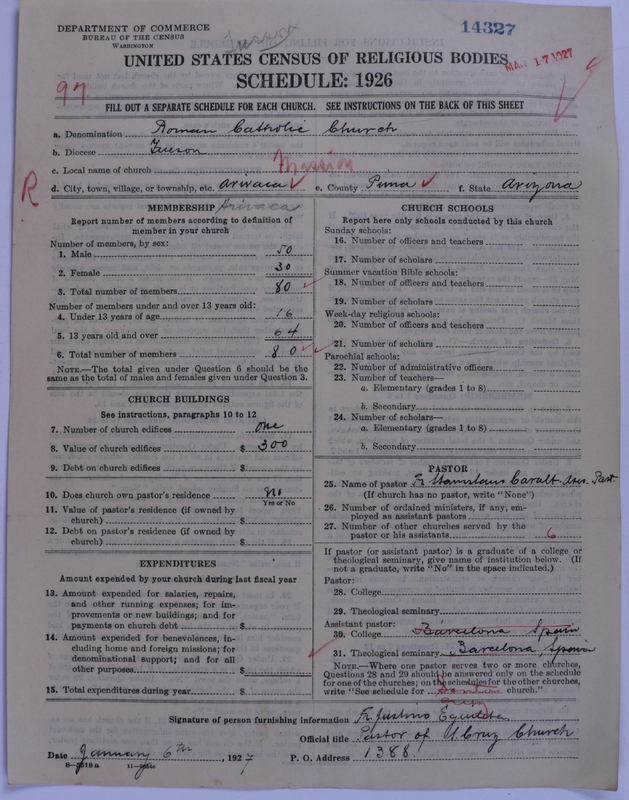 DEPARTMENT OF COMMERCE
BUREAU OF THE CENSUS
WASHINGTON
Tucson
14327
MAR 17 1927
UNITED STATES CENSUS OF RELIGIOUS BODIES
SCHEDULE: 1926
97
FILL OUT A SEPARATE SCHEDULE FOR EACH CHURCH. SEE INSTRUCTIONS ON THE BACK OF THIS SHEET
a. Denomination Roman Catholic Church
b. Diocese Tucson
c. Local name of church Mission
d. City, town, village, or township, etc. Arivaca e. County Pima f. State Arizona
R
MEMBERSHIP Arivaca
Report number of members according to definition of
member in your church
Number of members, by sex:
1. Male 50
2. Female 30
3. Total number of members 80
Number of members under and over 13 years old:
4. Under 13 years of age 16
5. 13 years old and over 64
6. Total number of members 80
NOTE.—The total given under Question 6 should be
same as the total of males and females given under Question 3.
CHURCH BUILDINGS
See instructions, paragraphs 10 to 12
7. Number of church edifices one
8. Value of church edifices $ 300
9. Debt on church edifices $
10. Does church own pastor's residence No
Yes or No
11. Value of pastor's residence (if owned by
church) $
12. Debt on pastor's residence (if owned by
church) $
EXPENDITURES
Amount expended by your church during last fiscal year
13. Amount expended for salaries, repairs,
and other running expenses; for im-
provements or new buildings; and for
payments on church debt $
14. Amount expended for benevolences, in-
cluding home and foreign missions; for
denominational support; and for all
other purposes $
15. Total expenditures during year $
CHURCH SCHOOLS
Report here only schools conducted by this church
Sunday schools:
16. Number of officers and teachers
17. Number of scholars
Summer vacation Bible schools:
18. Number of officers and teachers
19. Number of scholars
Week-day religious schools:
20. Number of officers and teachers
21. Number of scholars
Parochial schools:
22. Number of administrative officers
23. Number of teachers—
a. Elementary (grades 1 to 8)
b. Secondary
24. Number of scholars—
a. Elementary (grades 1 to 8)
b. Secondary
PASTOR
25. Name of pastor Fr Stanislaus Caralt Ass. Past.
(If church has no pastor, write "None")
26. Number of ordained ministers, if any, em-
ployed as assistant pastors
27. Number of other churches served by the
pastor or his assistants 6
If pastor (or assistant pastor) is a graduate of a college or
theological seminary, give name of institution below. (If
not a graduate, write "No" in the space indicated.)
Pastor:
28. College
29. Theological seminary
Assistant pastor:
30. College Barcelona Spain
31. Theological seminary Barcelona, Spain
NOTE.—Where one pastor serves two or more churches,
Questions 28 and 29 should be answered only on the schedule
for one of the churches; on the schedules for the other churches,
write "See schedule for church."
Signature of person furnishing information Fr. Justino
Official title Pastor of S. Cruz Church
Date January 6th, 1927 P. O. Address 1388